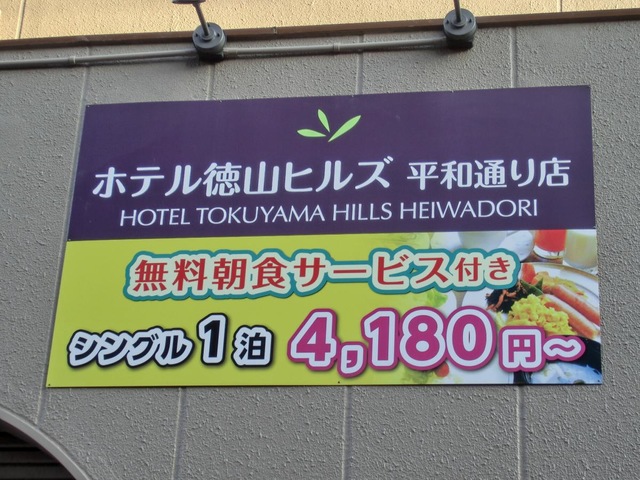 ホテル徳山ヒルズ 平和通り店
HOTEL TOKUYAMA HILLS HEIWADORI
無料朝食サービス付き
シングル1泊 4,180円～